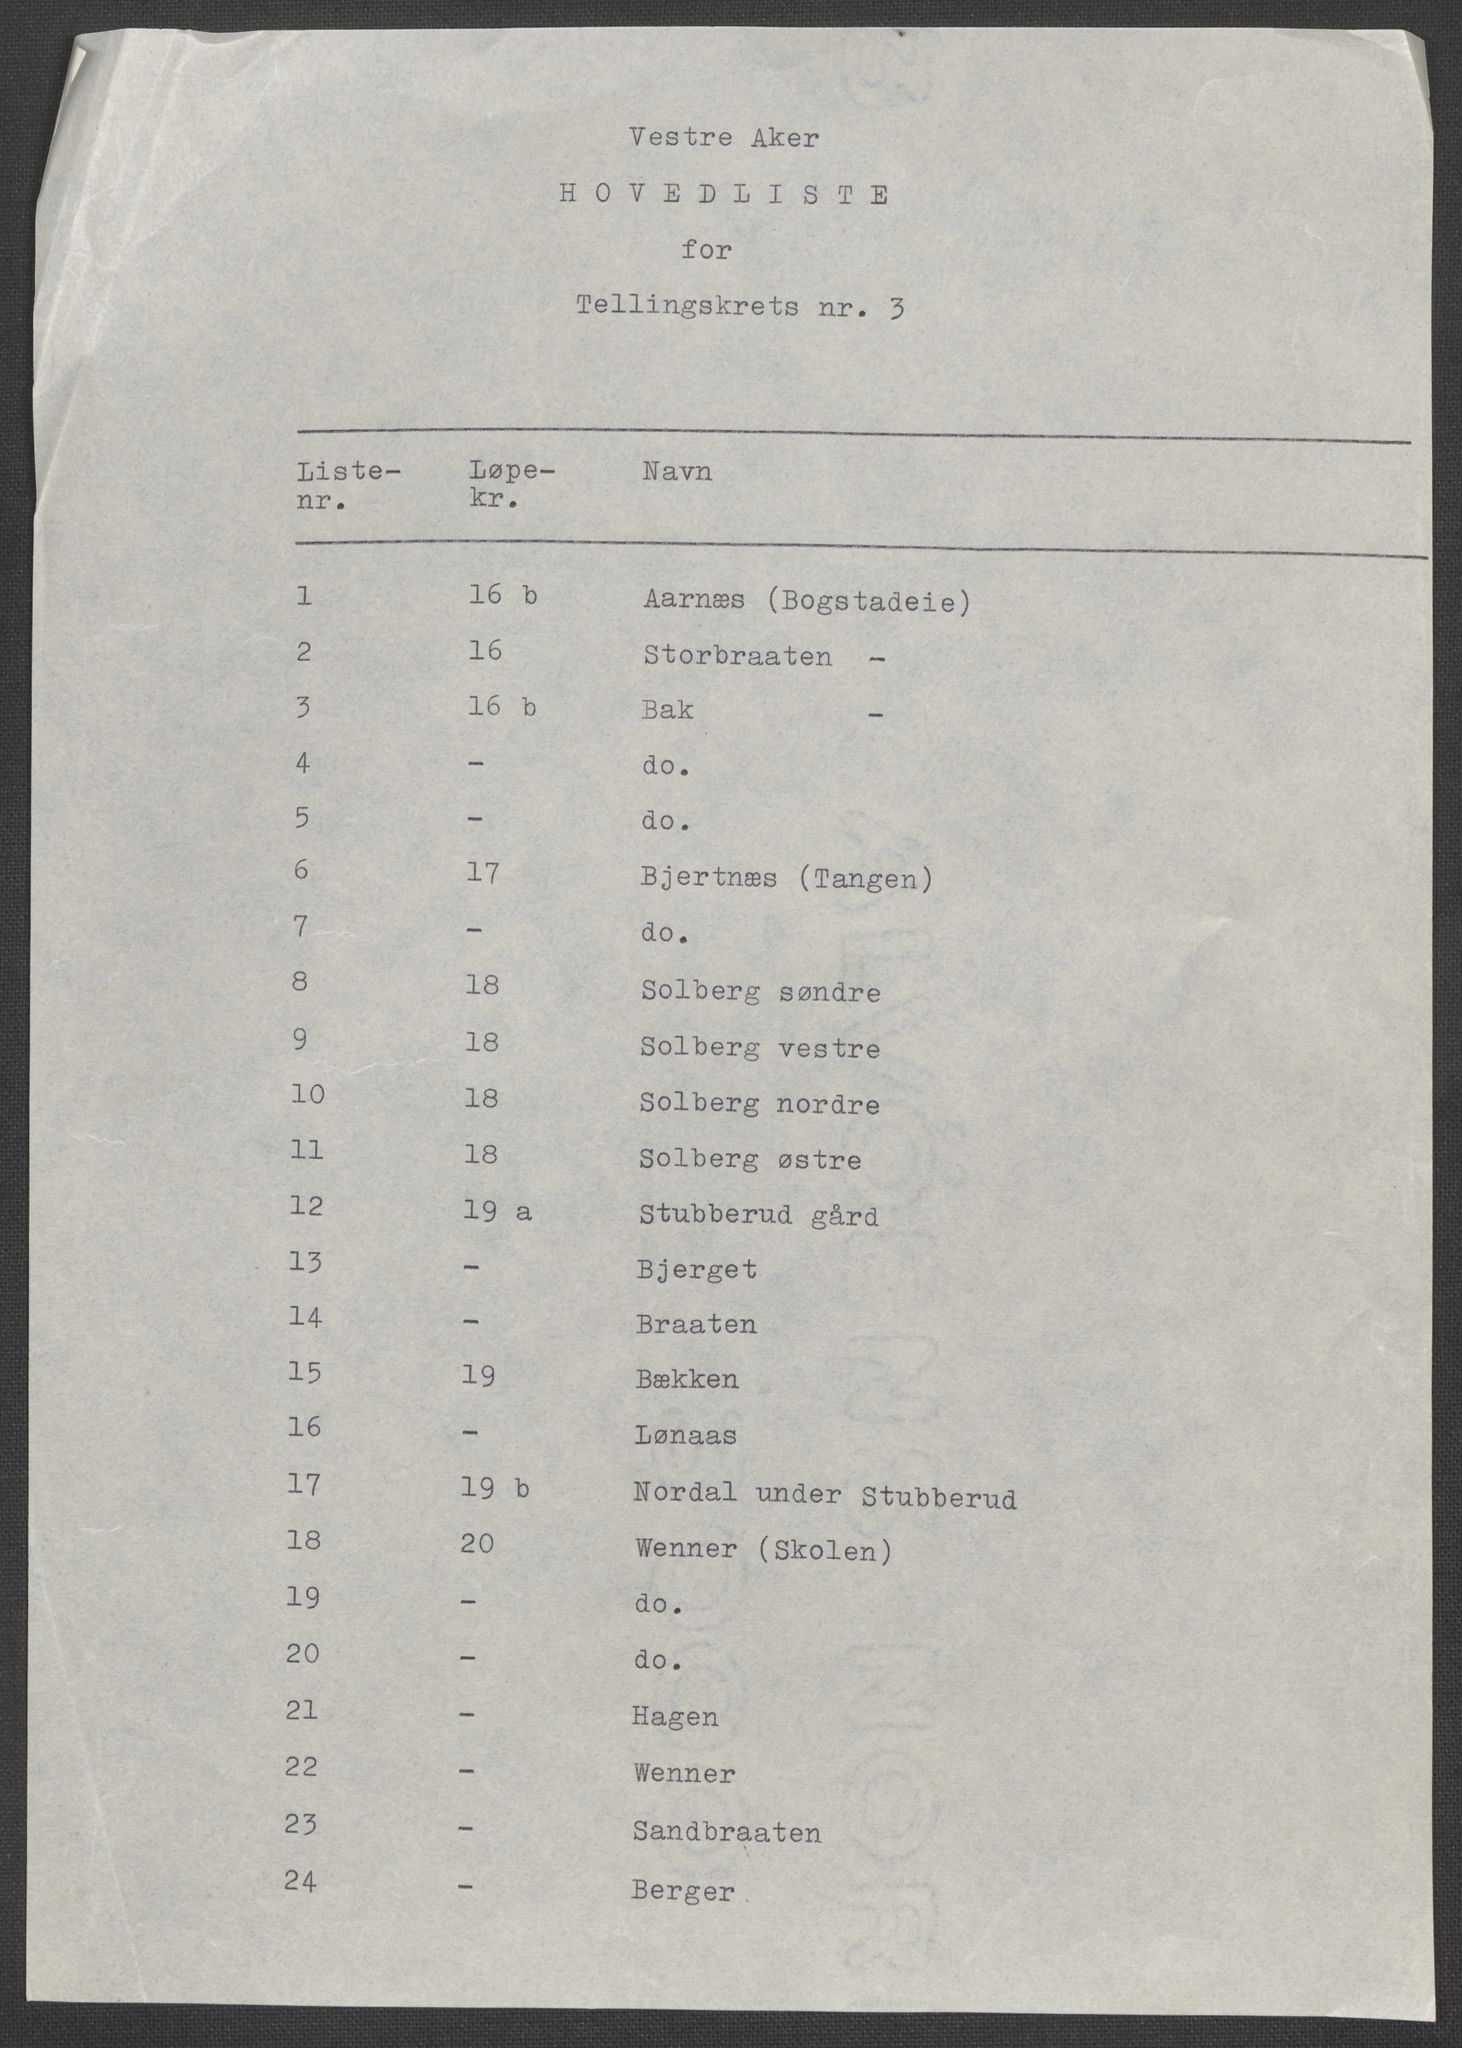 Vestre Aker
H O V E D L I S T E
for
Tellingskrets nr. 3
Liste- Løpe- Navn
nr. kr.
1 16 b Aarnæs (Bogstadeie)
2 16 Storbraaten -
3 16 b Bak -
4 - do.
5 - do.
6 17 Bjertnæs (Tangen)
7 - do.
8 18 Solberg søndre
9 18 Solberg vestre
10 18 Solberg nordre
11 18 Solberg østre
12 19 a Stubberud gård
13 - Bjerget
14 - Braaten
15 19 Bækken
16 - Lønaas
17 19 b Nordal under Stubberud
18 20 Wenner (Skolen)
19 - do.
20 - do.
21 - Hagen
22 - Wenner
23 - Sandbraaten
24 - Berger